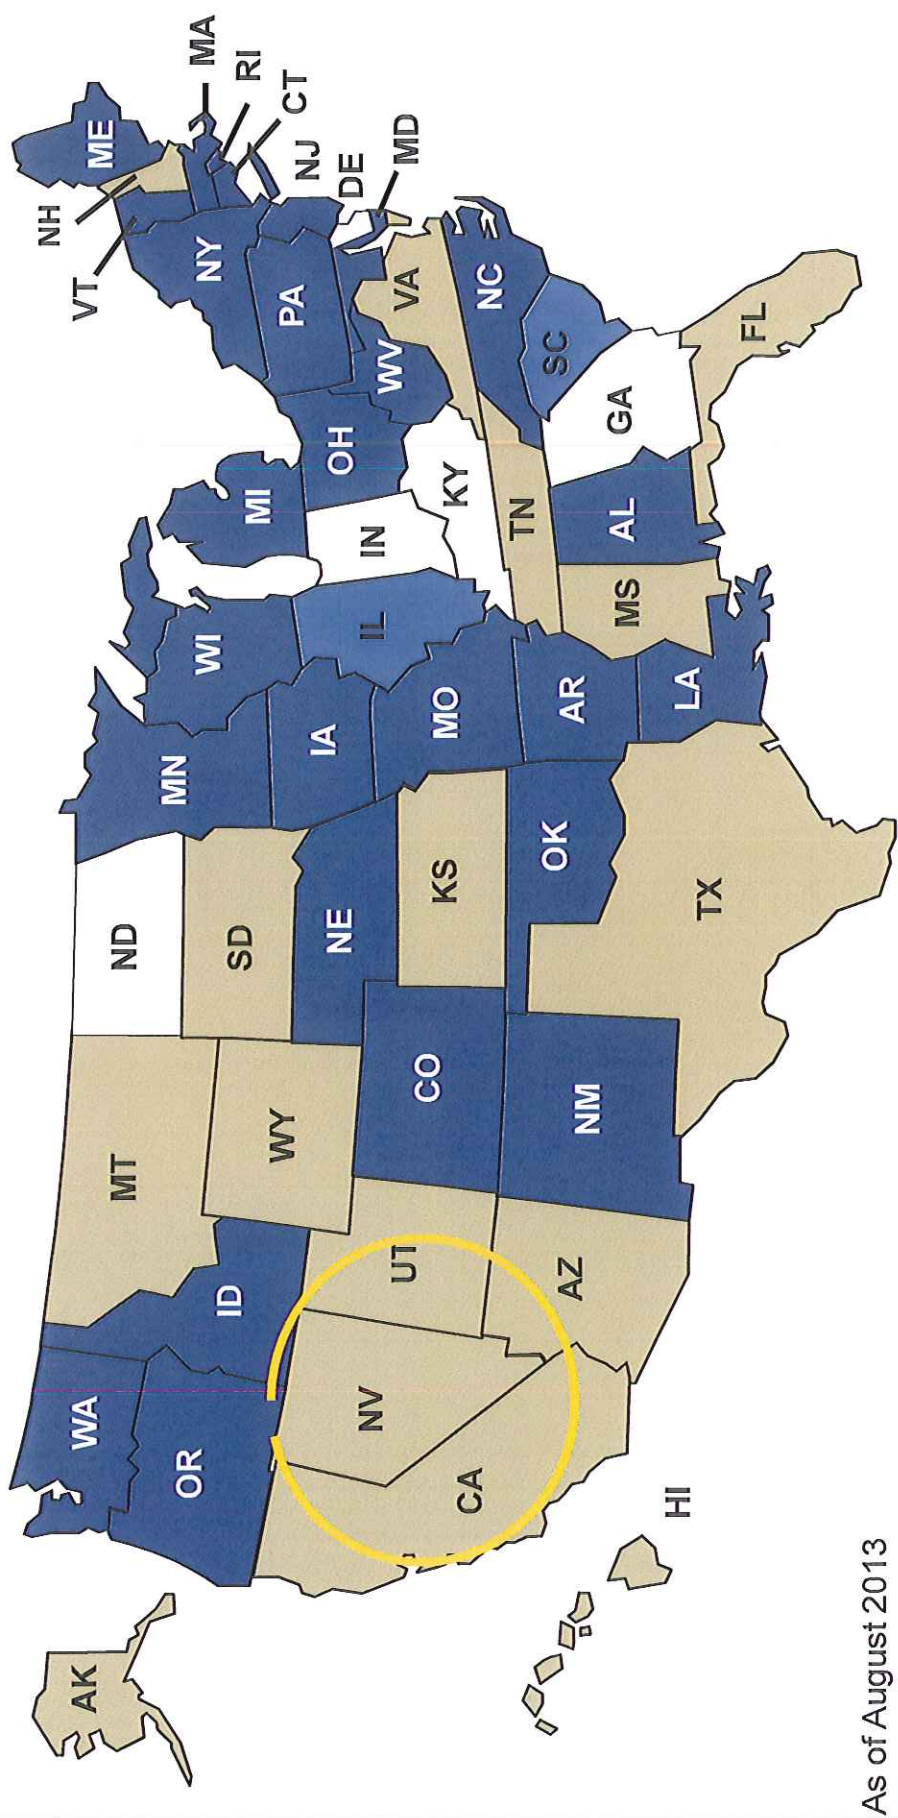 AK
WA
OR
ID
MT
ND
MN
WI
MI
SD
WY
NE
IA
IL
IN
OH
PA
NY
VT
NH
ME
MA
RI
CT
NJ
DE
MD
WV
VA
KY
NV
UT
CO
KS
MO
CA
AZ
NM
OK
AR
TN
NC
SC
TX
LA
MS
AL
GA
FL
HI
As of August 2013